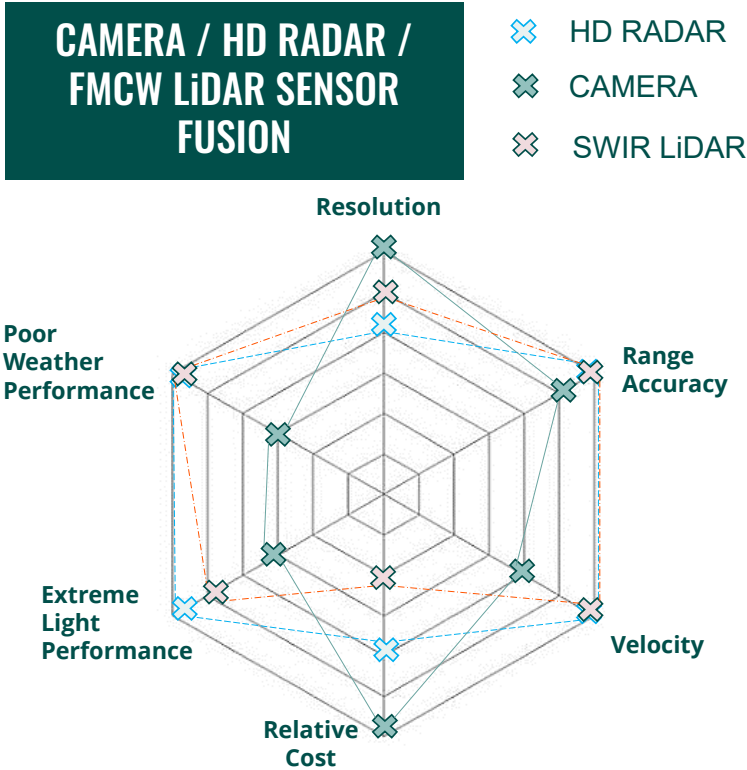 CAMERA / HD RADAR /
FMCW LiDAR SENSOR
FUSION
HD RADAR
CAMERA
SWIR LiDAR
Resolution
Poor
Weather
Performance
Range
Accuracy
Extreme
Light
Performance
Velocity
Relative
Cost